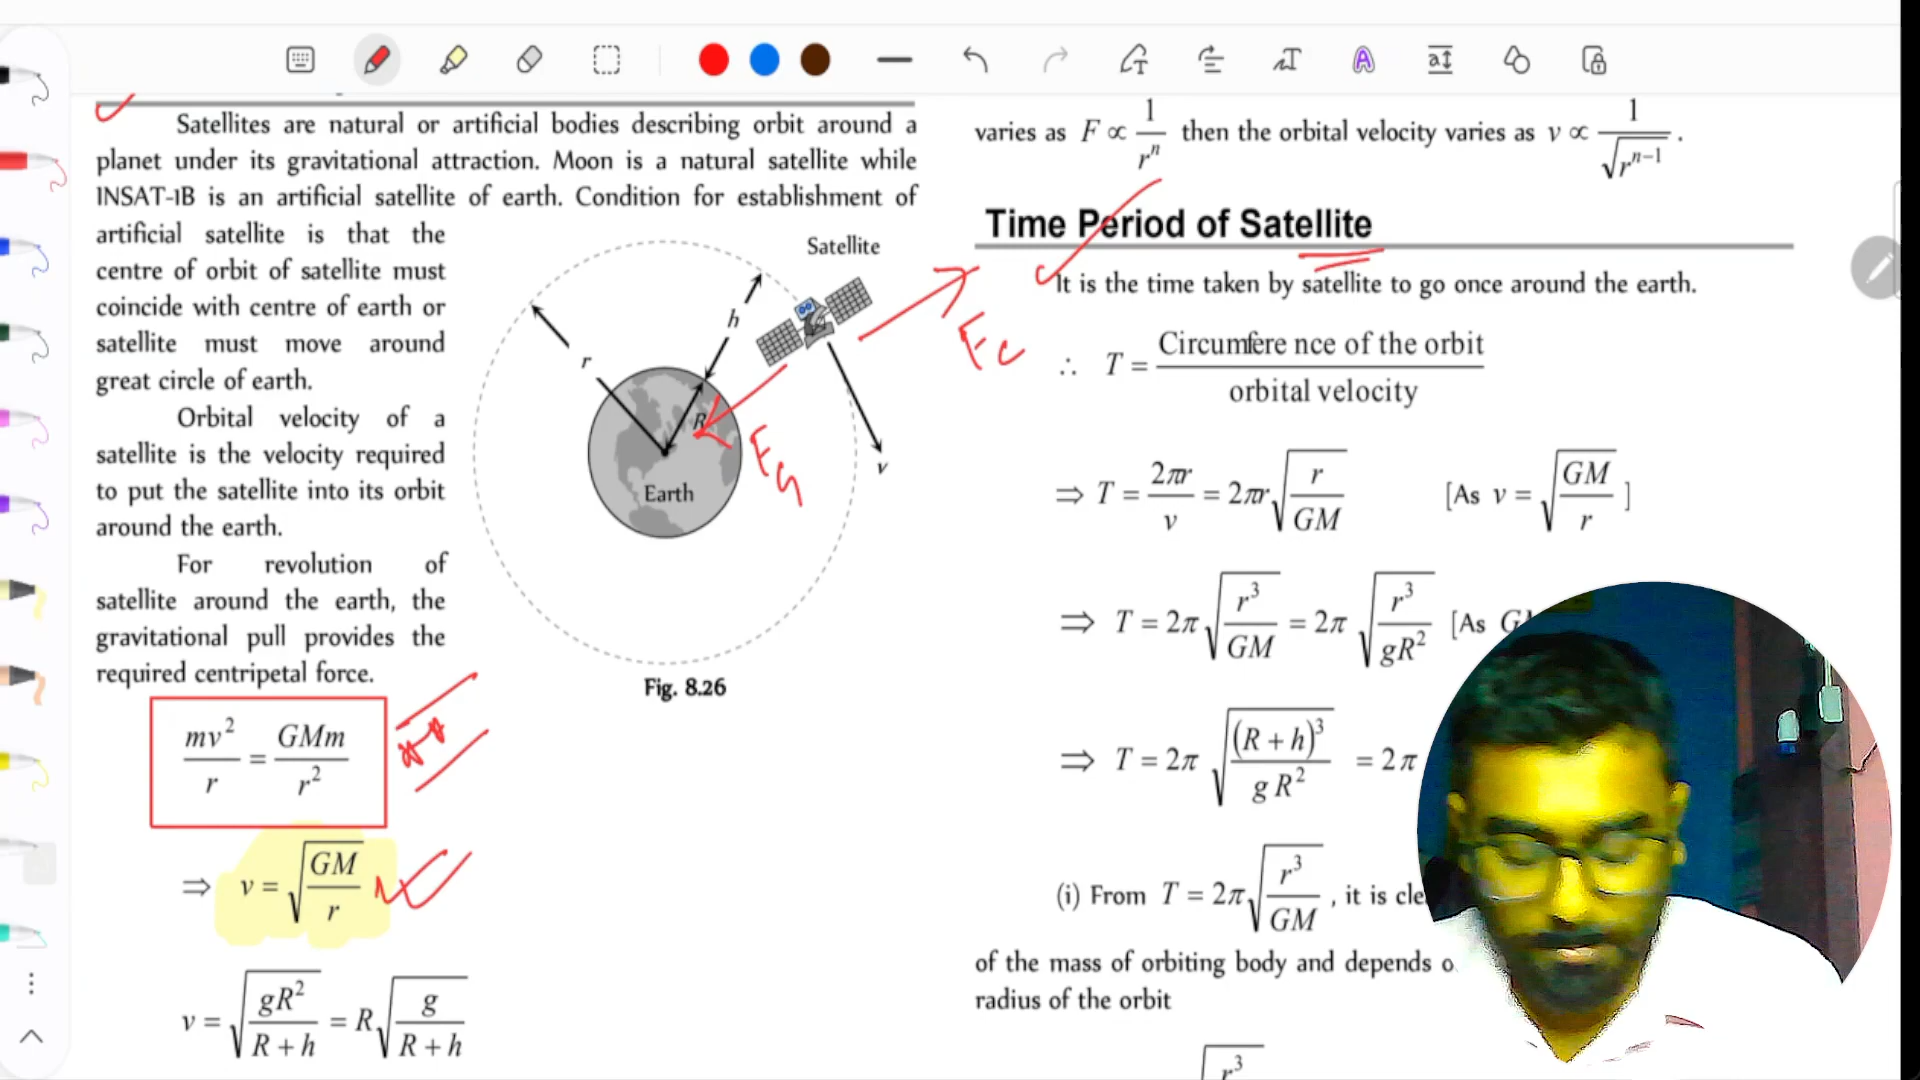 Satellites are natural or artificial bodies describing orbit around a
planet under its gravitational attraction. Moon is a natural satellite while
INSAT-1B is an artificial satellite of earth. Condition for establishment of
artificial satellite is that the
centre of orbit of satellite must
coincide with centre of earth or
satellite must move around
great circle of earth.
Orbital velocity of a
satellite is the velocity required
to put the satellite into its orbit
around the earth.
For revolution of
satellite around the earth, the
gravitational pull provides the
required centripetal force.
mv²/r = GMm/r²
⇒ v = √(GM/r)
v = √(gR²/(R + h)) = R√(g/(R + h))
Satellite
h
r
R
Earth
v
Fc
FG
Fig. 8.26
varies as F ∝ 1/rⁿ then the orbital velocity varies as v ∝ 1/√(rⁿ⁻¹) .
Time Period of Satellite
It is the time taken by satellite to go once around the earth.
∴ T = Circumfere nce of the orbit / orbital velocity
⇒ T = 2πr/v = 2πr√(r/GM) [As v = √(GM/r) ]
⇒ T = 2π√(r³/GM) = 2π √(r³/gR²) [As
⇒ T = 2π √((R + h)³/g R²) = 2π
(i) From T = 2π√(r³/GM) , it is cle
of the mass of orbiting body and depends o
radius of the orbit
r³